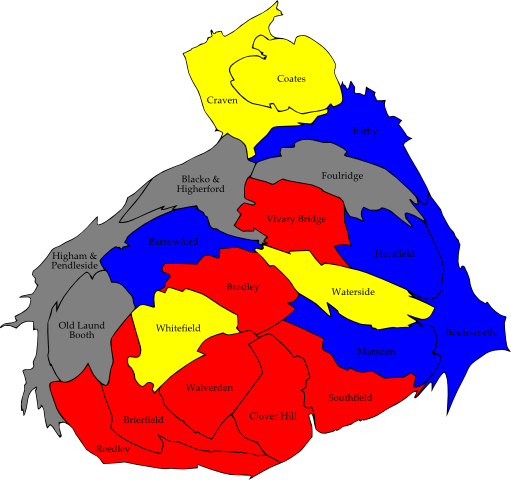 Coates
Craven
Earby
Foulridge
Blacko &
Higherford
Vivary Bridge
Barrowford
Horsfield
Higham &
Pendleside
Bradley
Waterside
Old Laund
Booth
Whitefield
Boulsworth
Marsden
Walverden
Southfield
Clover Hill
Brierfield
Reedley